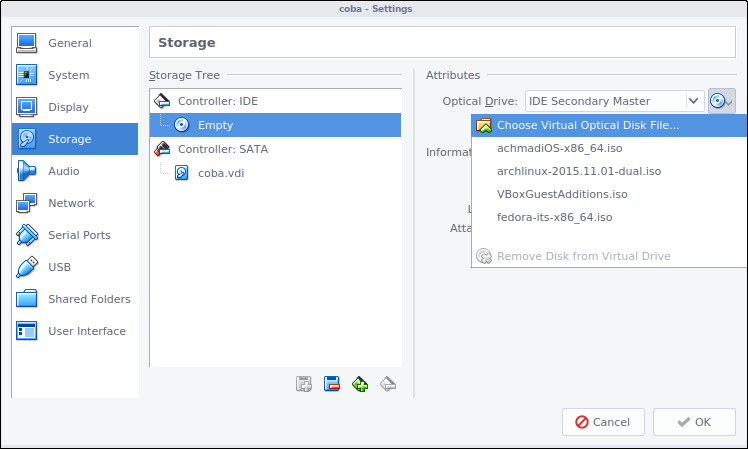 coba - Settings
General
System
Display
Storage
Audio
Network
Serial Ports
USB
Shared Folders
User Interface
Storage
Storage Tree
Controller: IDE
Empty
Controller: SATA
coba.vdi
Attributes
Optical Drive: IDE Secondary Master
Choose Virtual Optical Disk File...
achmadiOS-x86_64.iso
archlinux-2015.11.01-dual.iso
VBoxGuestAdditions.iso
fedora-its-x86_64.iso
Remove Disk from Virtual Drive
Informat
L
Atta
Cancel
OK